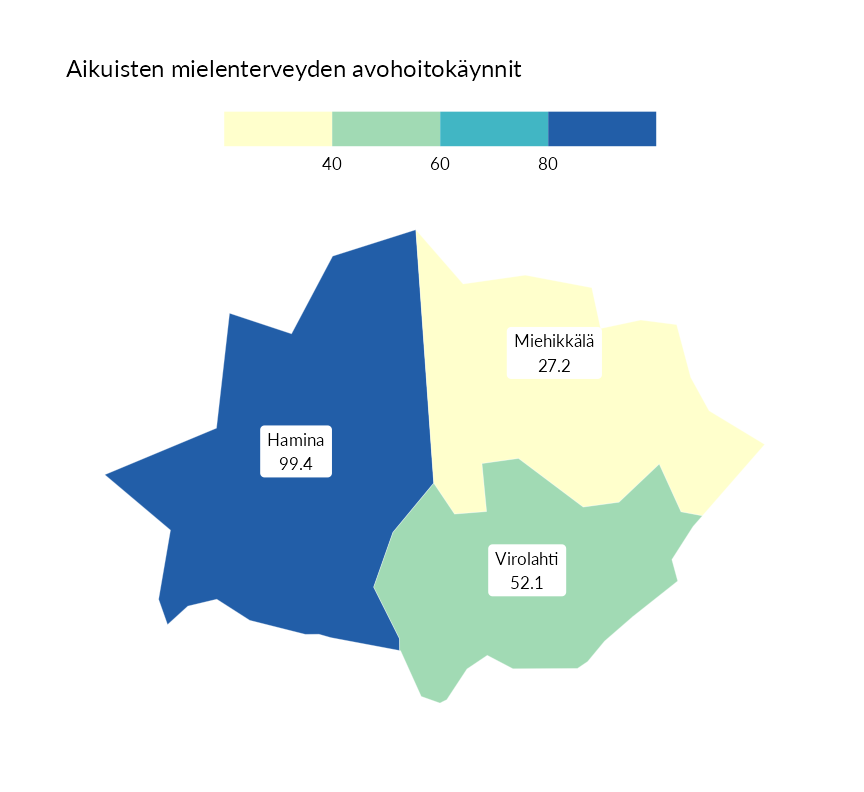 Aikuisten mielenterveyden avohoitokäynnit
40
60
80
Miehikkälä
27.2
Hamina
99.4
Virolahti
52.1